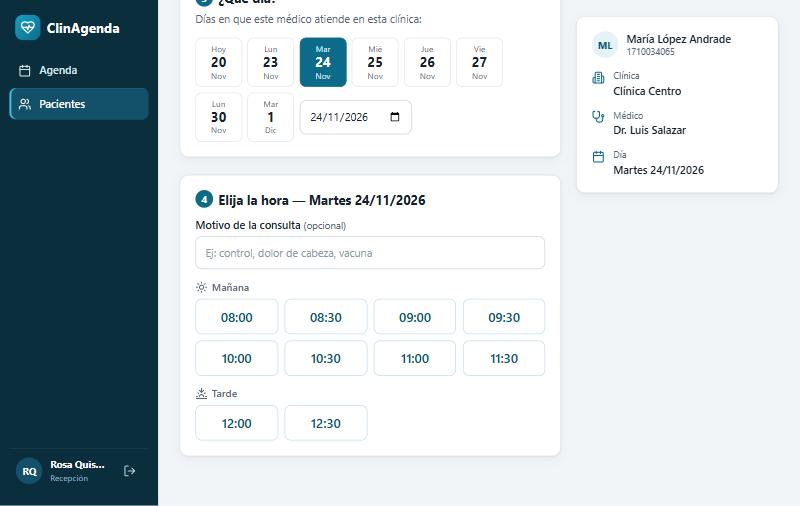 ClinAgenda
Agenda
Pacientes
Rosa Quis...
RQ
Recepción
Días en que este médico atiende en esta clínica:
Hoy
20
Nov
Lun
23
Nov
Mar
24
Nov
Mié
25
Nov
Jue
26
Nov
Vie
27
Nov
Lun
30
Nov
Mar
1
Dic
24/11/2026
4 Elija la hora — Martes 24/11/2026
Motivo de la consulta (opcional)
Ej: control, dolor de cabeza, vacuna
Mañana
08:00 08:30 09:00 09:30
10:00 10:30 11:00 11:30
Tarde
12:00 12:30
ML
María López Andrade
1710034065
Clínica
Clínica Centro
Médico
Dr. Luis Salazar
Día
Martes 24/11/2026